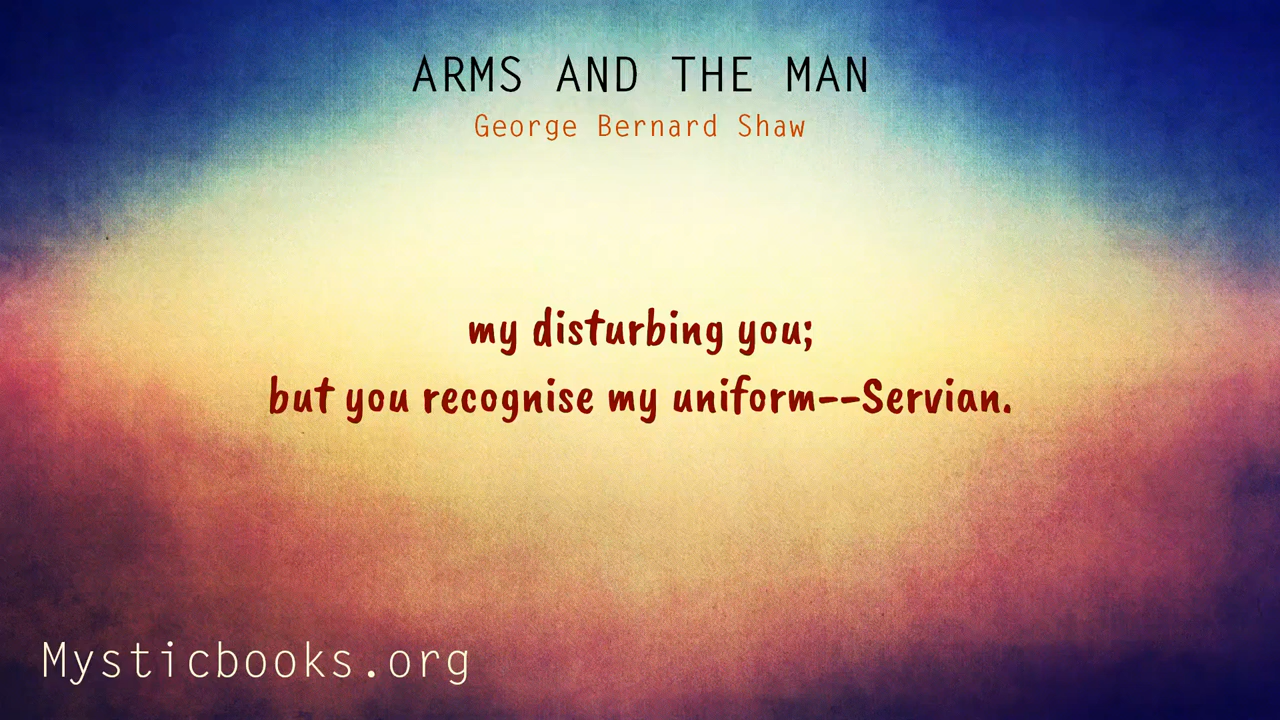 ARMS AND THE MAN
George Bernard Shaw
my disturbing you;
but you recognise my uniform--Servian.
Mysticbooks.org